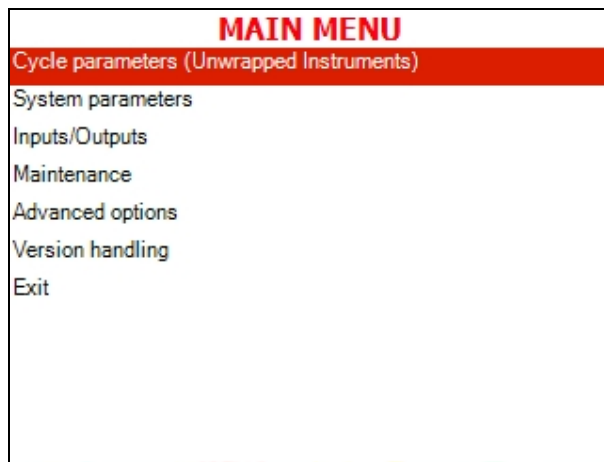 MAIN MENU
Cycle parameters (Unwrapped Instruments)
System parameters
Inputs/Outputs
Maintenance
Advanced options
Version handling
Exit